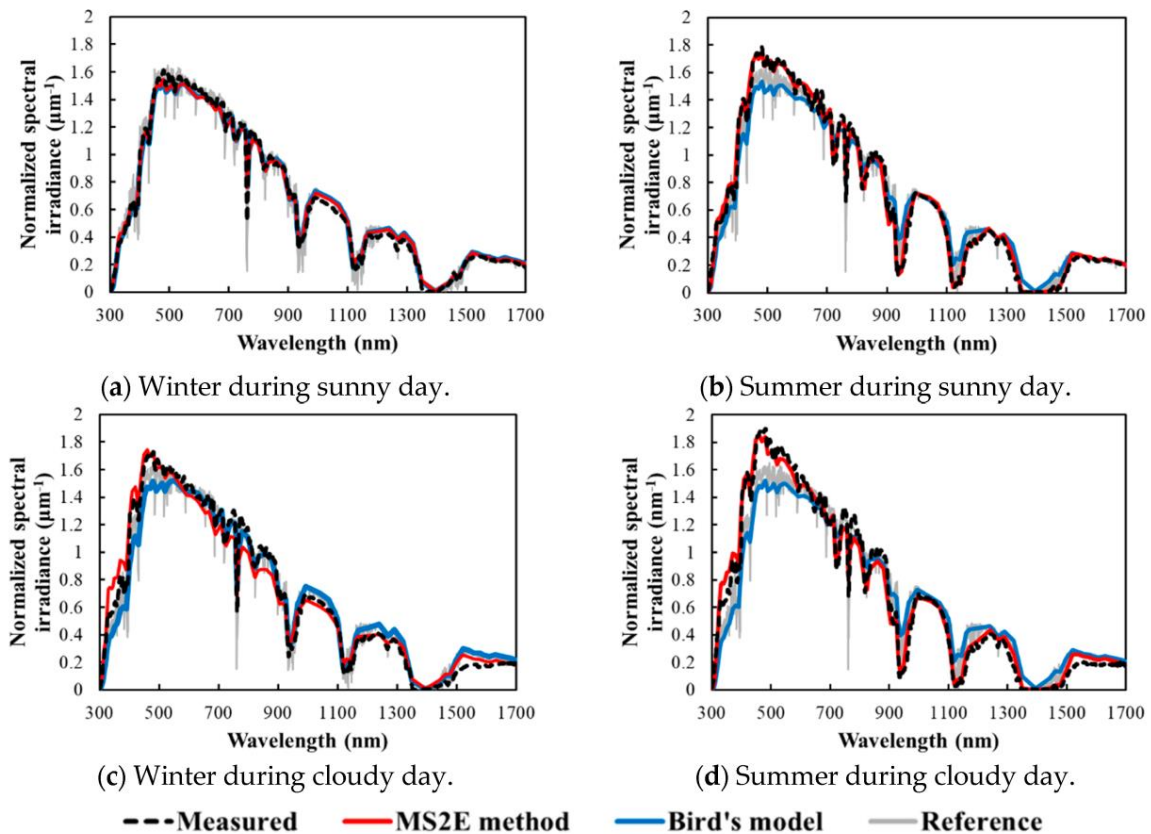 2
1.8
1.6
1.4
1.2
1
0.8
0.6
0.4
0.2
0
Normalized spectral
irradiance (μm⁻¹)
300 500 700 900 1100 1300 1500 1700
Wavelength (nm)
(a) Winter during sunny day.
2
1.8
1.6
1.4
1.2
1
0.8
0.6
0.4
0.2
0
Normalized spectral
irradiance (μm⁻¹)
300 500 700 900 1100 1300 1500 1700
Wavelength (nm)
(b) Summer during sunny day.
2
1.8
1.6
1.4
1.2
1
0.8
0.6
0.4
0.2
0
Normalized spectral
irradiance (μm⁻¹)
300 500 700 900 1100 1300 1500 1700
Wavelength (nm)
(c) Winter during cloudy day.
2
1.8
1.6
1.4
1.2
1
0.8
0.6
0.4
0.2
0
Normalized spectral
irradiance (nm⁻¹)
300 500 700 900 1100 1300 1500 1700
Wavelength (nm)
(d) Summer during cloudy day.
Measured MS2E method Bird's model Reference